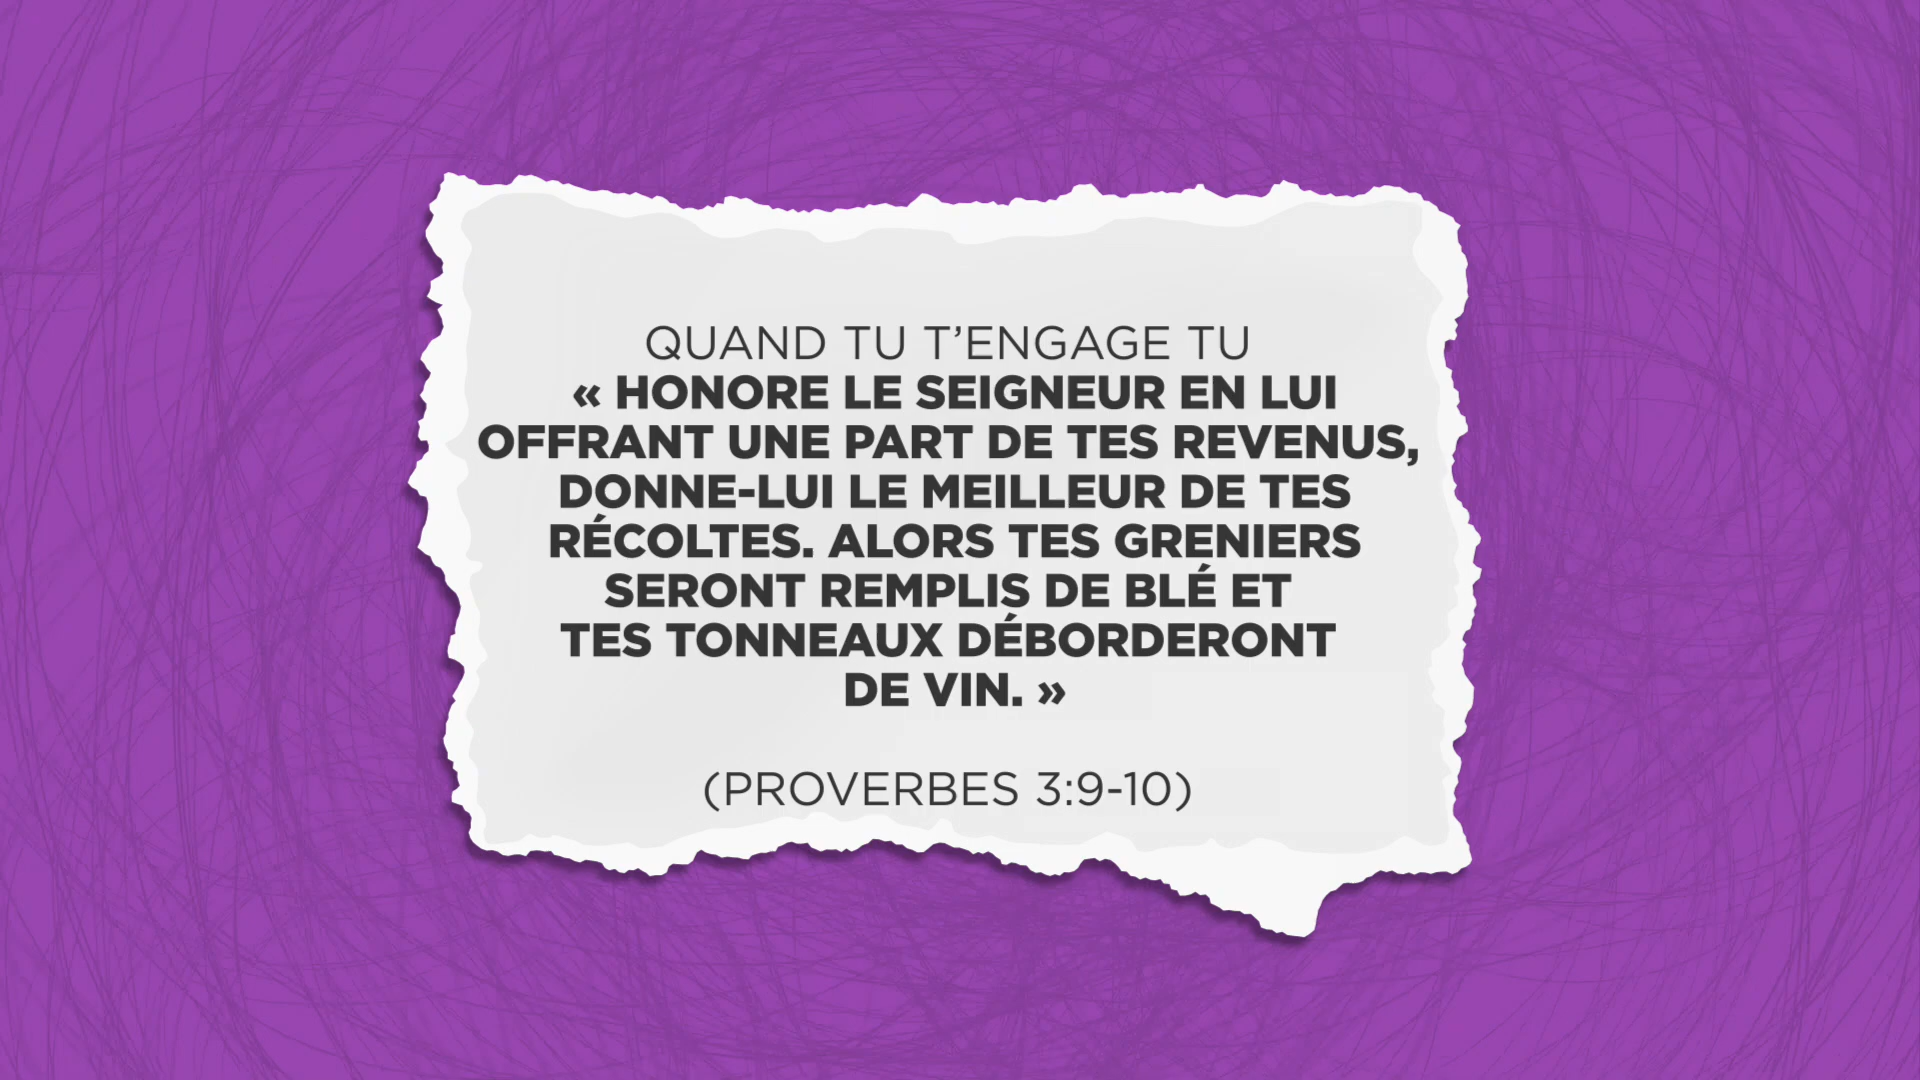 QUAND TU T’ENGAGE TU
« HONORE LE SEIGNEUR EN LUI
OFFRANT UNE PART DE TES REVENUS,
DONNE-LUI LE MEILLEUR DE TES
RÉCOLTES. ALORS TES GRENIERS
SERONT REMPLIS DE BLÉ ET
TES TONNEAUX DÉBORDERONT
DE VIN. »
(PROVERBES 3:9-10)